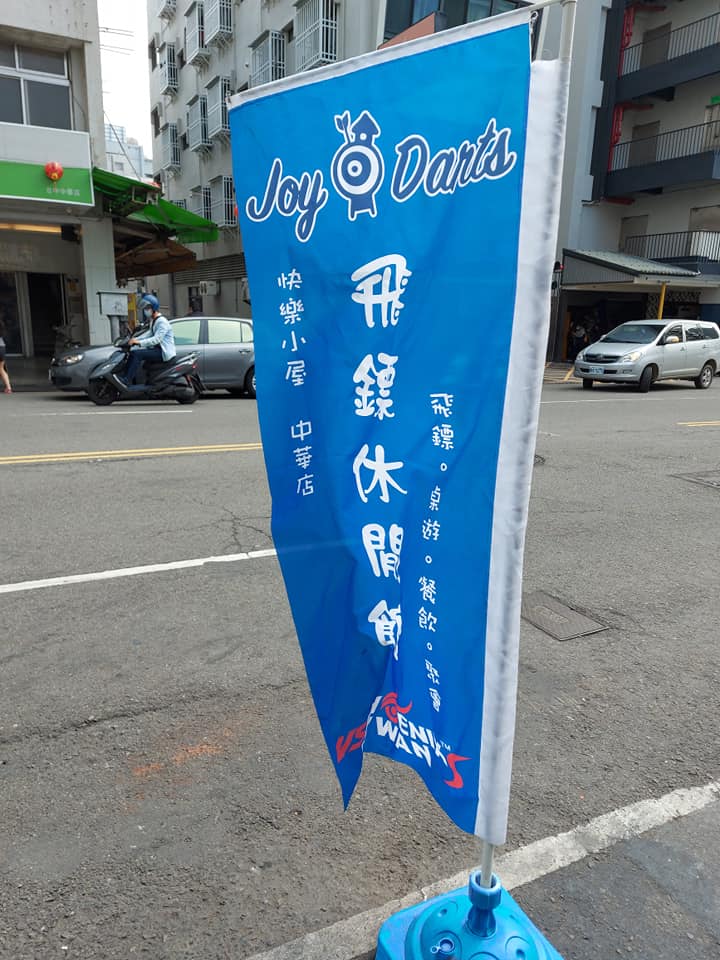 Joy Darts
飛鏢。桌遊。餐飲。聚會
飛鏢休閒館
快樂小屋 中華店